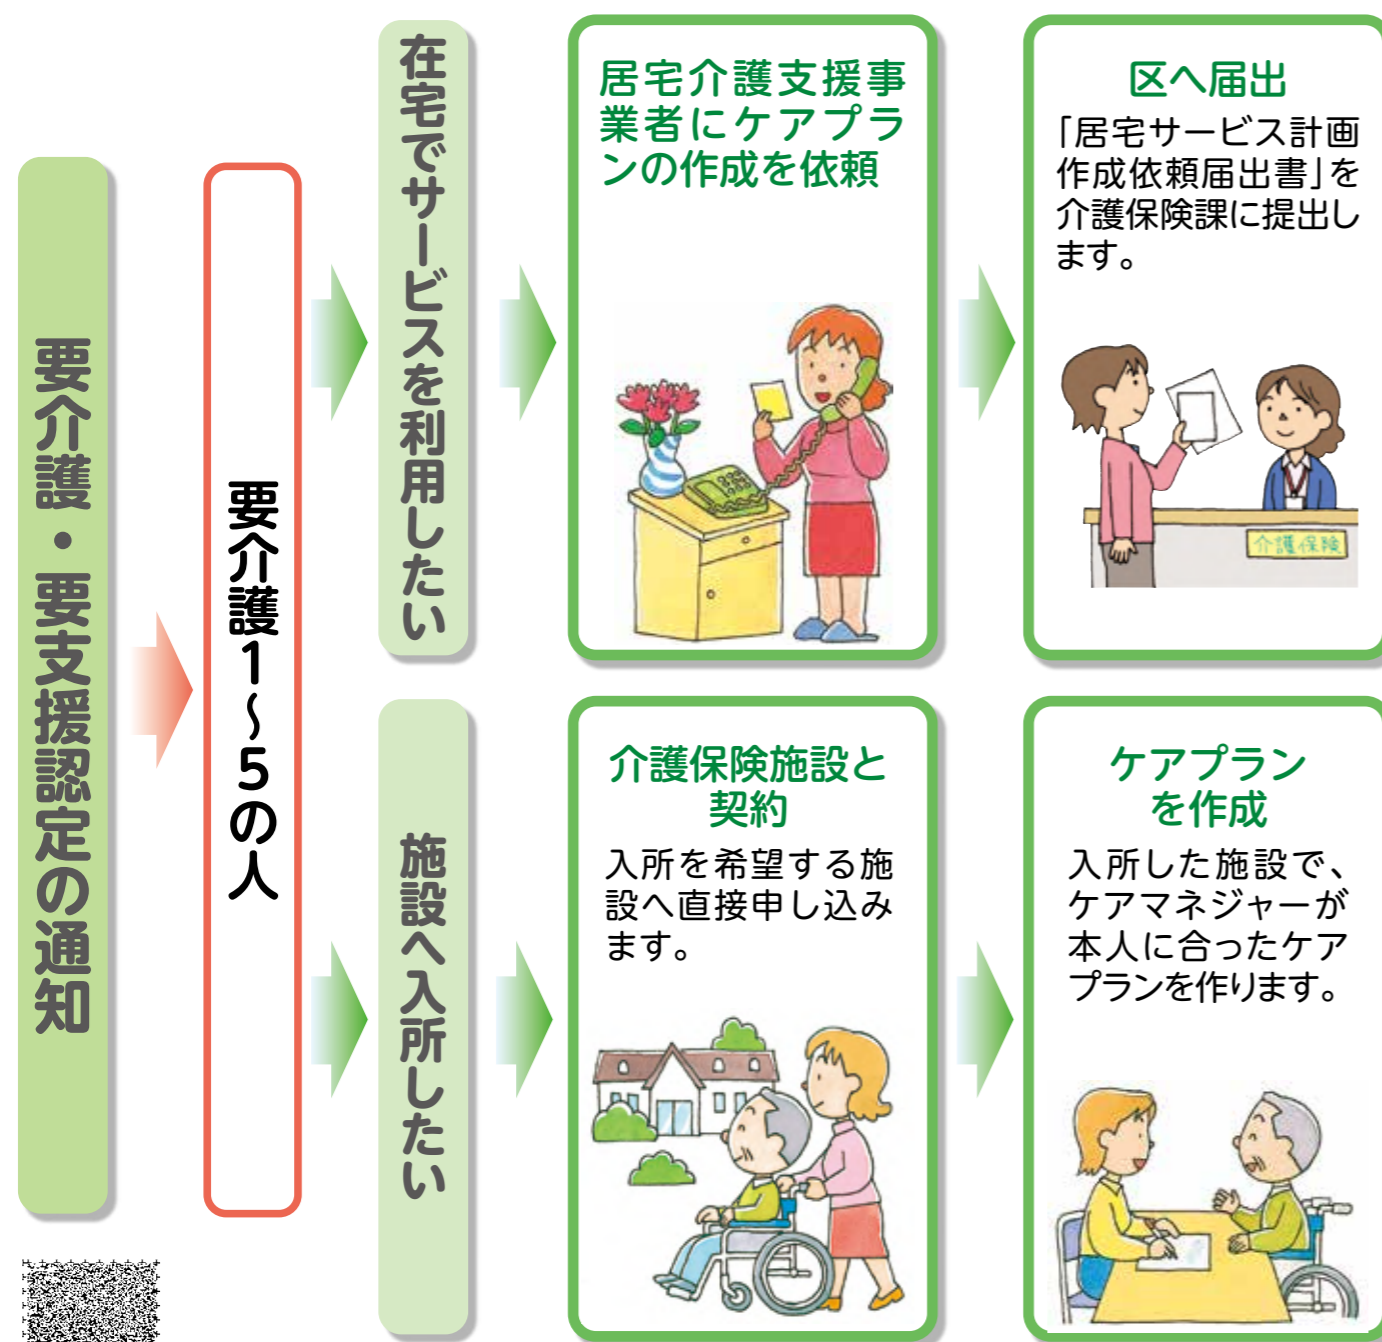 要介護・要支援認定の通知
要介護1～5の人
在宅でサービスを利用したい
居宅介護支援事
業者にケアプラ
ンの作成を依頼
区へ届出
「居宅サービス計画
作成依頼届出書」を
介護保険課に提出し
ます。
介護保険
施設へ入所したい
介護保険施設と
契約
入所を希望する施
設へ直接申し込み
ます。
ケアプラン
を作成
入所した施設で、
ケアマネジャーが
本人に合ったケア
プランを作ります。